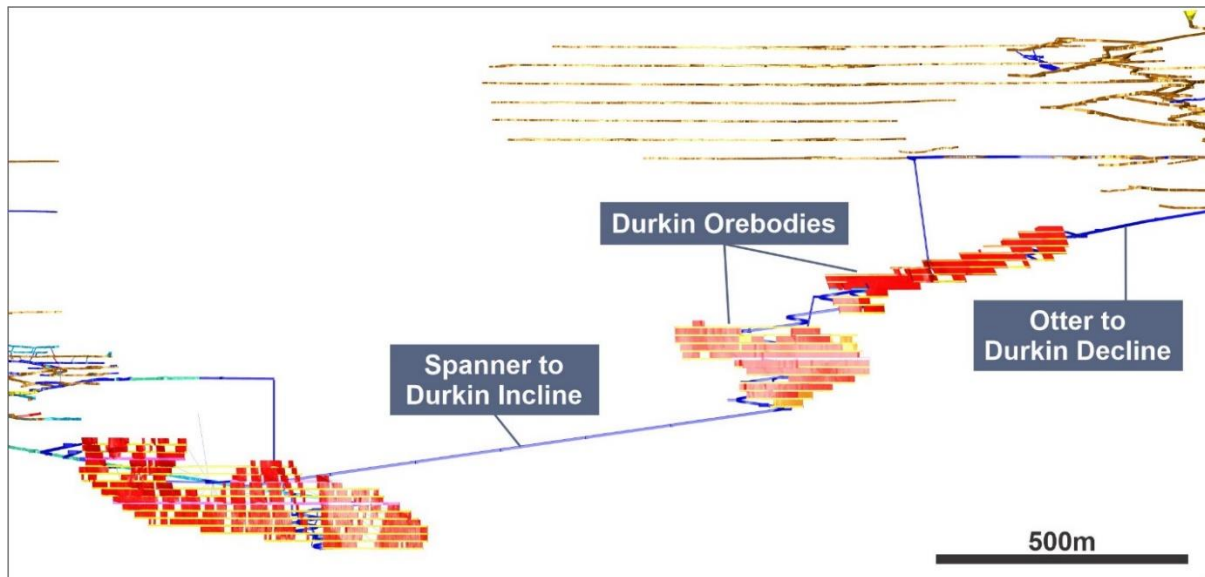 Durkin Orebodies
Otter to
Durkin Decline
Spanner to
Durkin Incline
500m